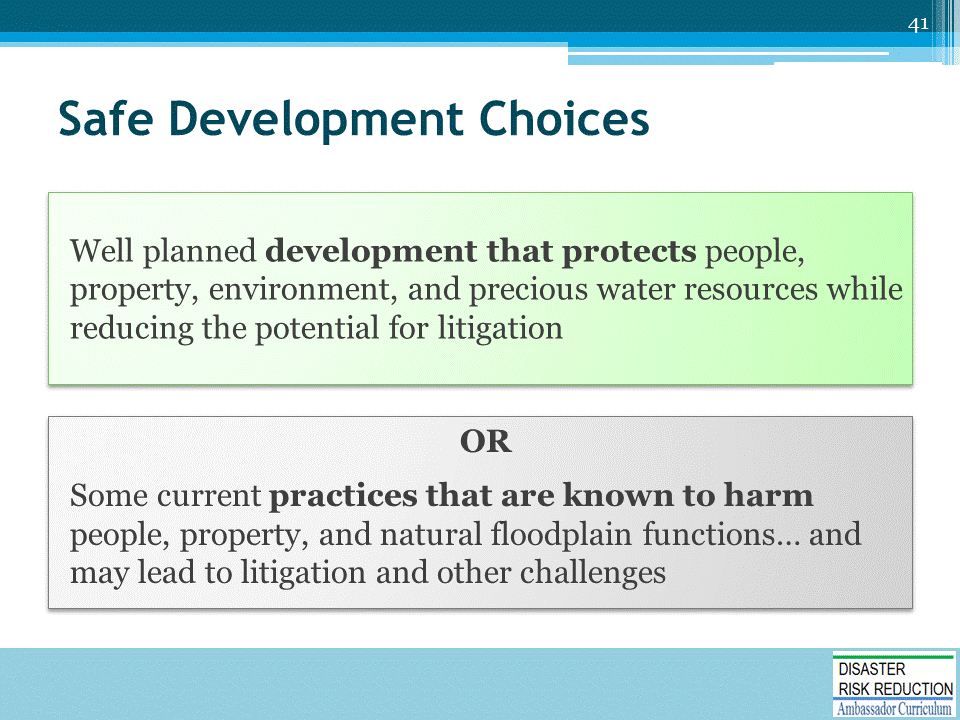 41
Safe Development Choices
Well planned development that protects people,
property, environment, and precious water resources while
reducing the potential for litigation
OR
Some current practices that are known to harm
people, property, and natural floodplain functions... and
may lead to litigation and other challenges
DISASTER
RISK REDUCTION
Ambassador Curriculum